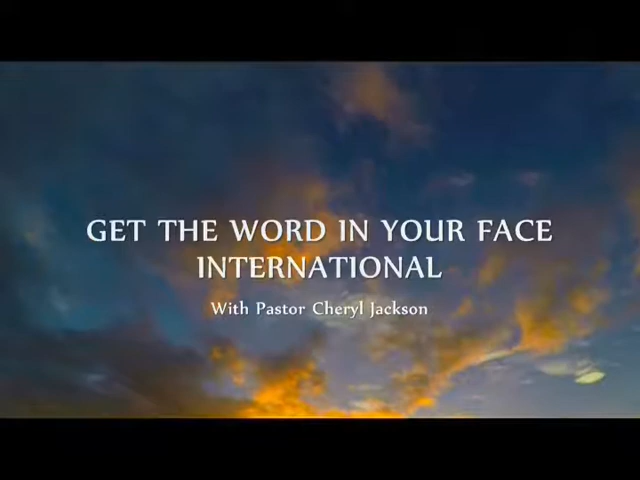 GET THE WORD IN YOUR FACE
INTERNATIONAL
With Pastor Cheryl Jackson